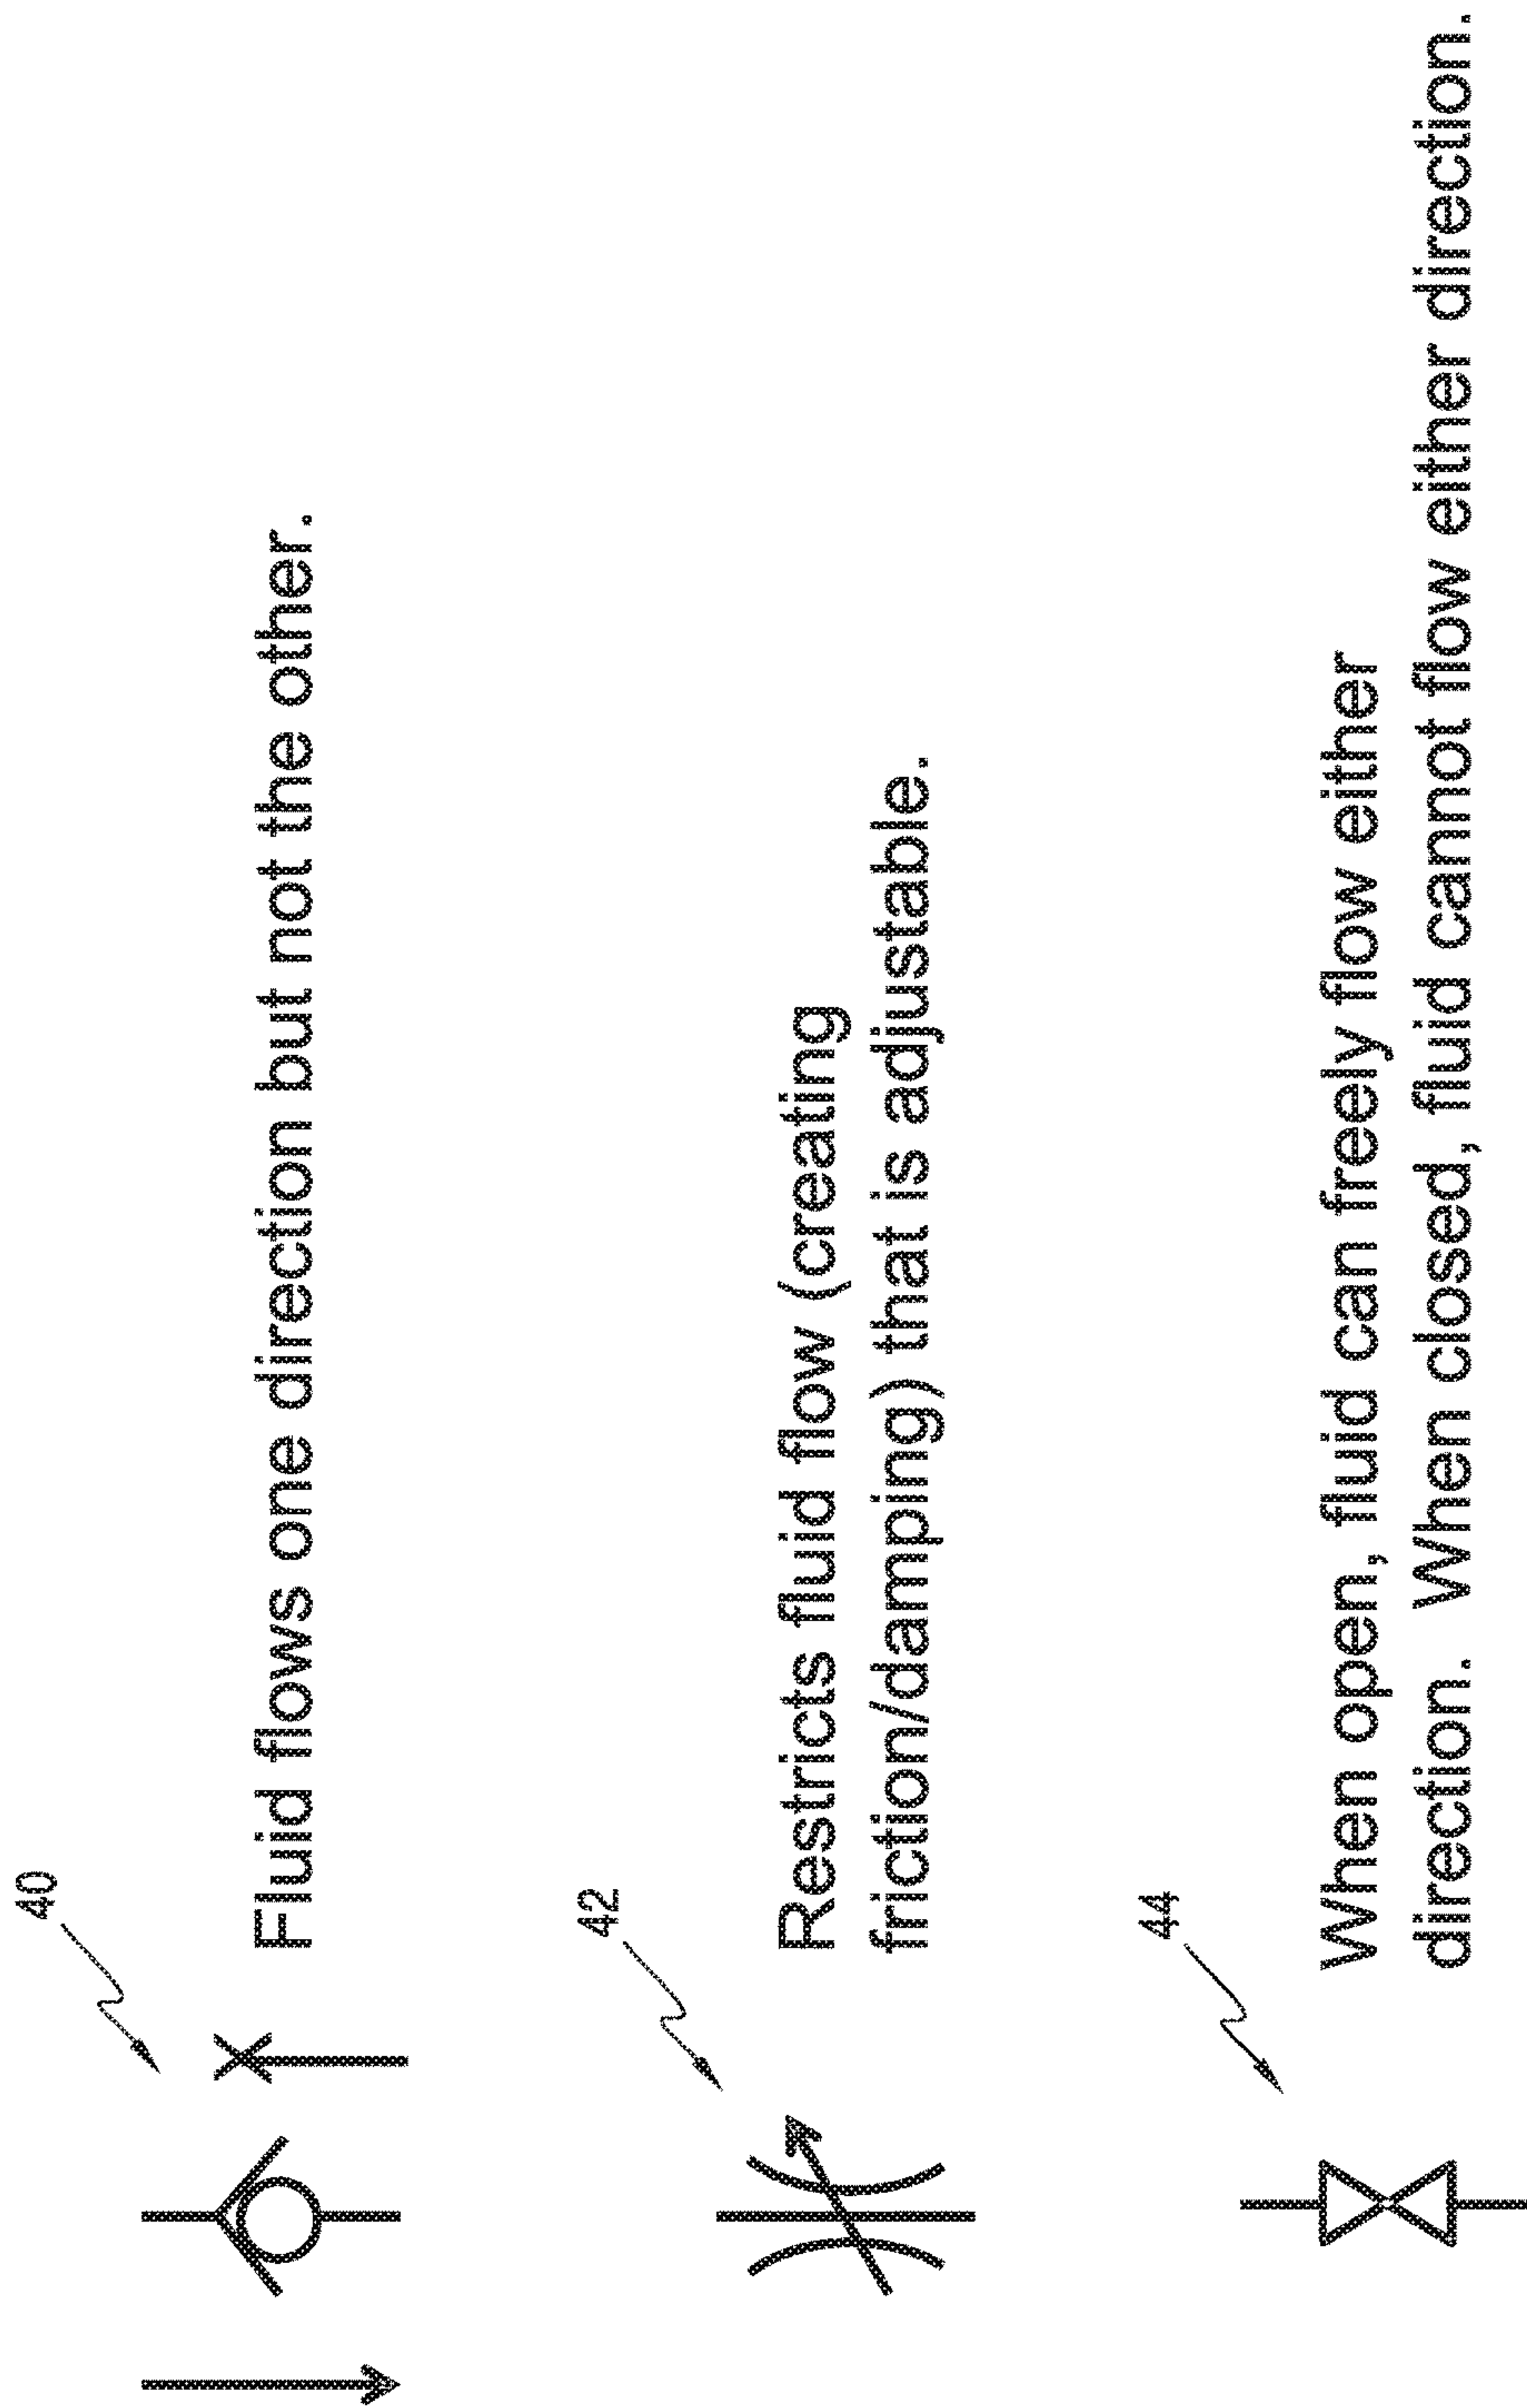 40
Fluid flows one direction but not the other.
42
Restricts fluid flow (creating
friction/damping) that is adjustable.
44
When open, fluid can freely flow either
direction. When closed, fluid cannot flow either direction.